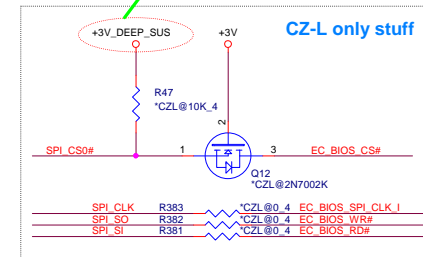 CZ-L only stuff
+3V_DEEP_SUS +3V
R47
*CZL@10K_4
2
SPI_CS0# 1 3 EC_BIOS_CS#
Q12
*CZL@2N7002K
SPI_CLK R383 *CZL@0_4 EC_BIOS_SPI_CLK_I
SPI_SO R382 *CZL@0_4 EC_BIOS_WR#
SPI_SI R381 *CZL@0_4 EC_BIOS_RD#